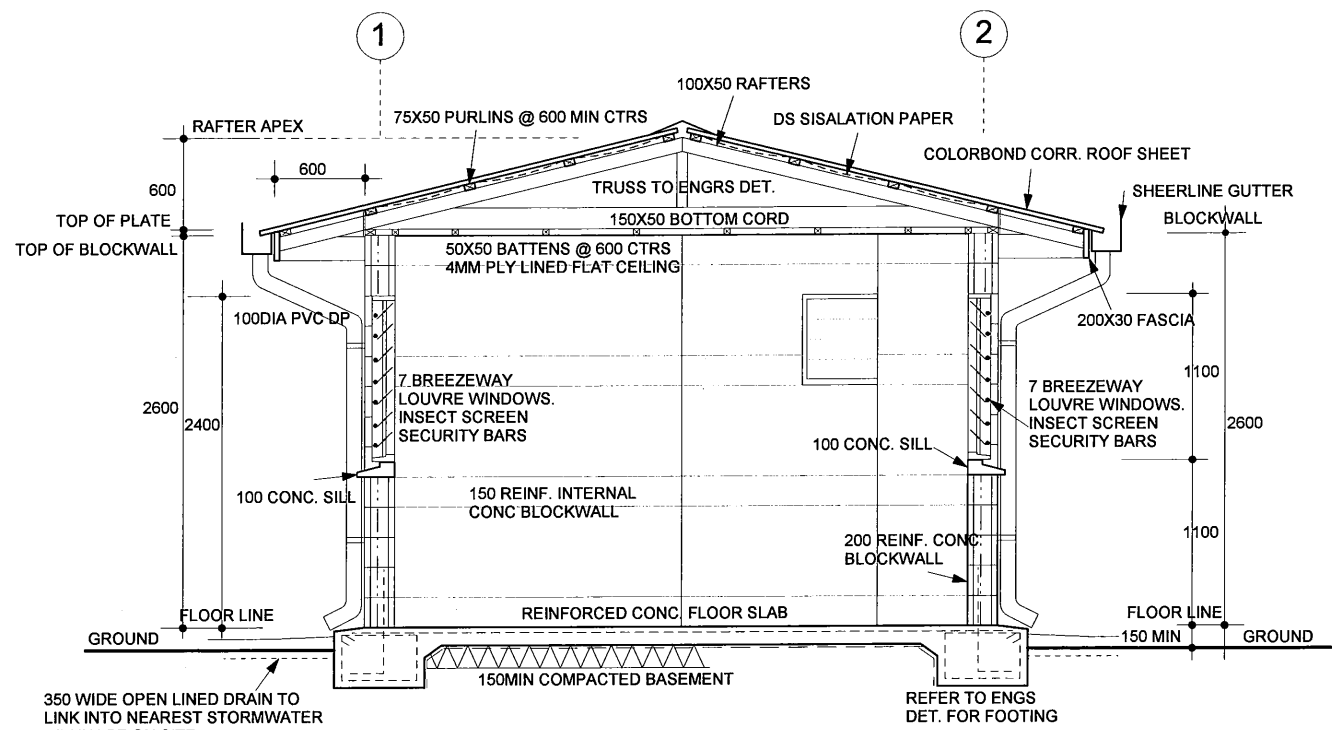 1
2
100X50 RAFTERS
75X50 PURLINS @ 600 MIN CTRS
DS SISALATION PAPER
RAFTER APEX
COLORBOND CORR. ROOF SHEET
600
600
TRUSS TO ENGRS DET.
SHEERLINE GUTTER
TOP OF PLATE
150X50 BOTTOM CORD
BLOCKWALL
TOP OF BLOCKWALL
50X50 BATTENS @ 600 CTRS
4MM PLY LINED FLAT CEILING
100DIA PVC DP
200X30 FASCIA
7 BREEZEWAY
LOUVRE WINDOWS.
INSECT SCREEN
SECURITY BARS
7 BREEZEWAY
LOUVRE WINDOWS.
INSECT SCREEN
SECURITY BARS
1100
2600
2400
2600
100 CONC. SILL
100 CONC. SILL
150 REINF. INTERNAL
CONC BLOCKWALL
1100
200 REINF. CONC.
BLOCKWALL
FLOOR LINE
REINFORCED CONC. FLOOR SLAB
FLOOR LINE
GROUND
150 MIN
GROUND
150MIN COMPACTED BASEMENT
350 WIDE OPEN LINED DRAIN TO
LINK INTO NEAREST STORMWATER
REFER TO ENGS
DET. FOR FOOTING